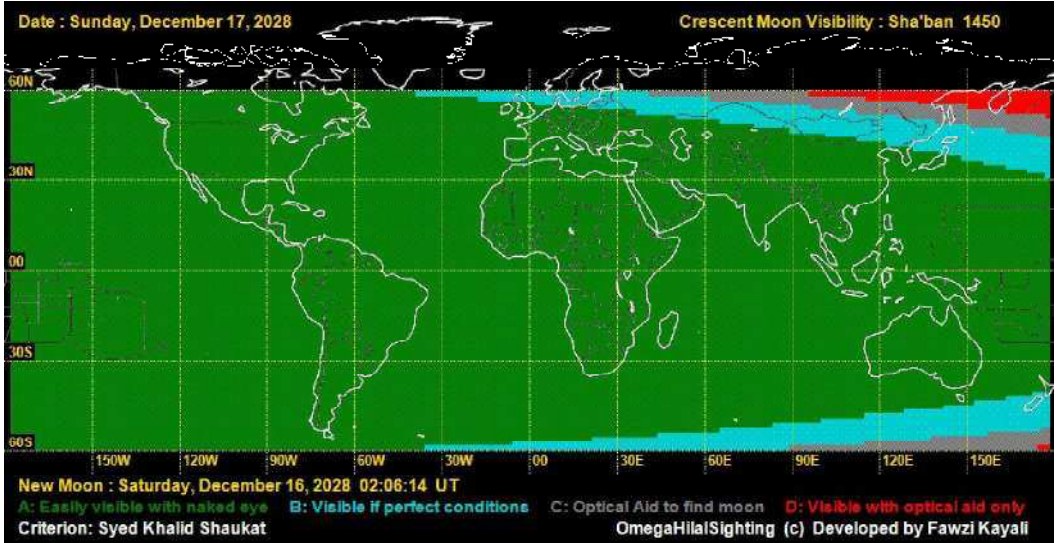 Date : Sunday, December 17, 2028
Crescent Moon Visibility : Sha'ban 1450
60N
30N
00
30S
60S
150W 120W 90W 60W 30W 00 30E 60E 90E 120E 150E
New Moon : Saturday, December 16, 2028 02:06:14 UT
A: Easily visible with naked eye B: Visible if perfect conditions C: Optical Aid to find moon D: Visible with optical aid only
Criterion: Syed Khalid Shaukat OmegaHilalSighting (c) Developed by Fawzi Kayali